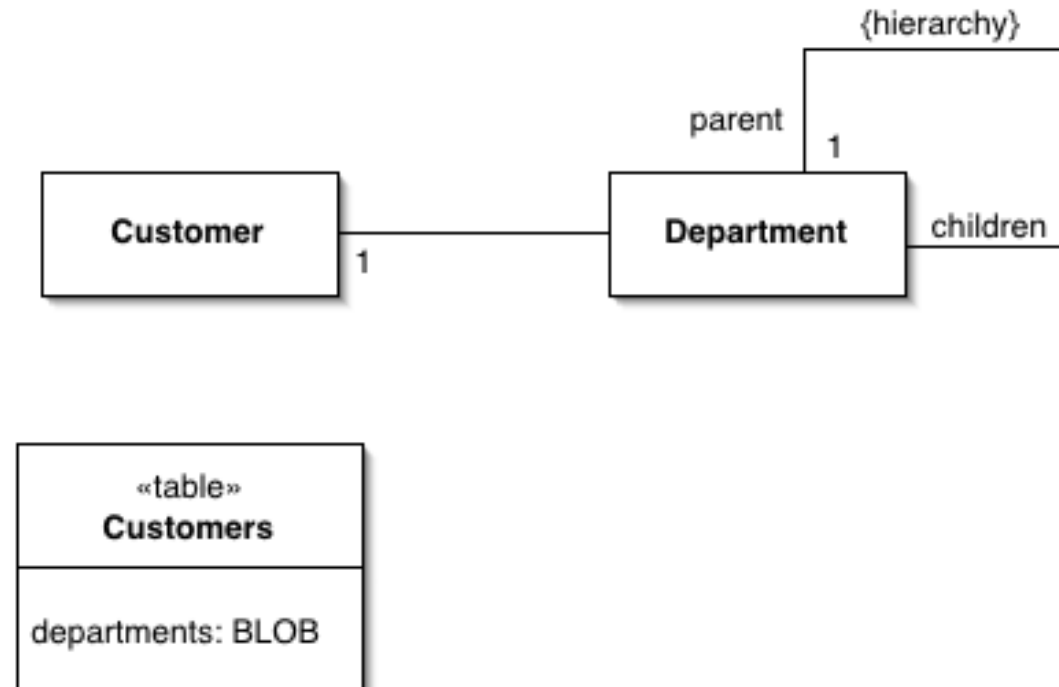 {hierarchy}
parent
1
Customer
1
Department
children
«table»
Customers
departments: BLOB